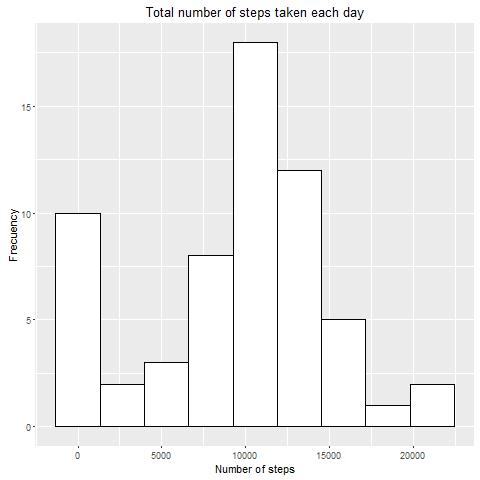 Total number of steps taken each day
15
10
5
0
Frecuency
0 5000 10000 15000 20000
Number of steps